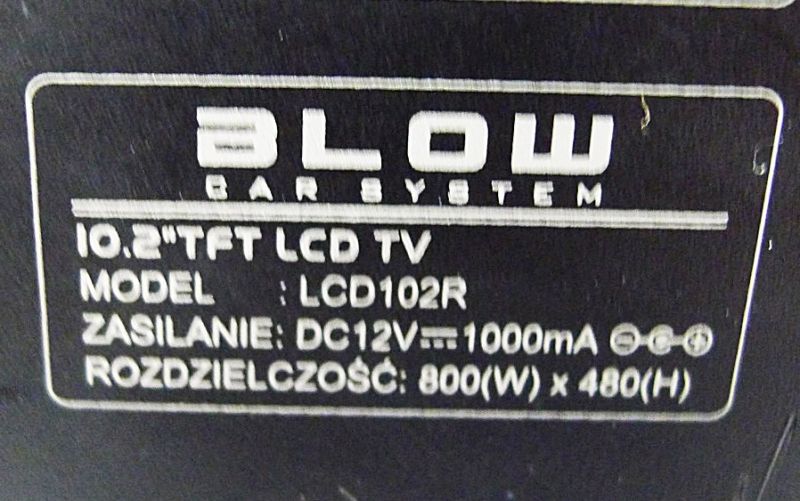 BLOW
CAR SYSTEM
10.2"TFT LCD TV
MODEL : LCD102R
ZASILANIE: DC12V⎓1000mA
ROZDZIELCZOŚĆ: 800(W) x 480(H)